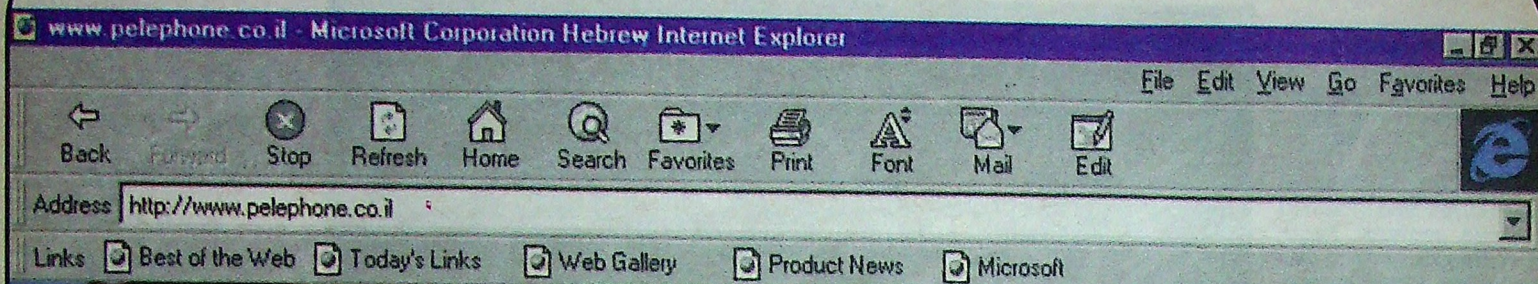 www.pelephone.co.il - Microsoft Corporation Hebrew Internet Explorer
File Edit View Go Favorites Help
Back Forward Stop Refresh Home Search Favorites Print Font Mail Edit
Address http://www.pelephone.co.il
Links Best of the Web Today's Links Web Gallery Product News Microsoft